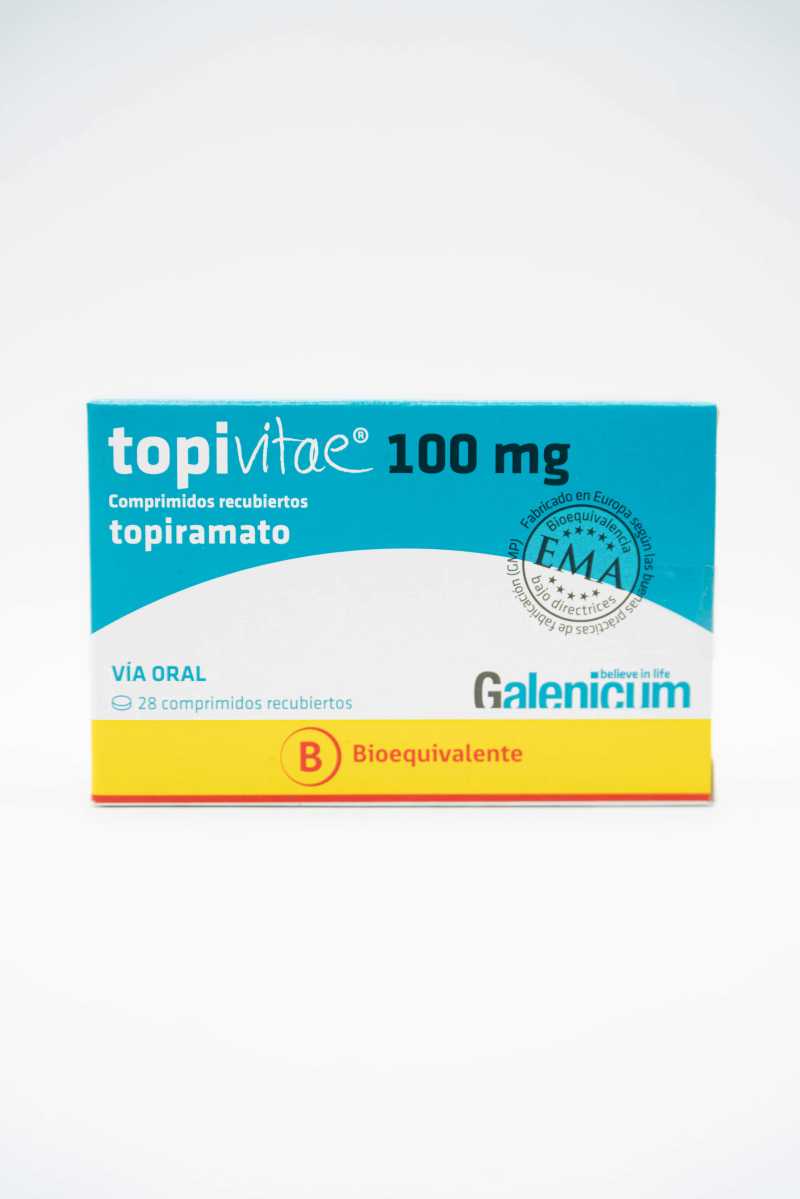 topivitae® 100 mg
Comprimidos recubiertos
topiramato
Fabricado en Europa según las buenas prácticas de fabricación (GMP)
Bioequivalencia
EMA
bajo directrices
VÍA ORAL
28 comprimidos recubiertos
believe in life
Galenicum
B Bioequivalente